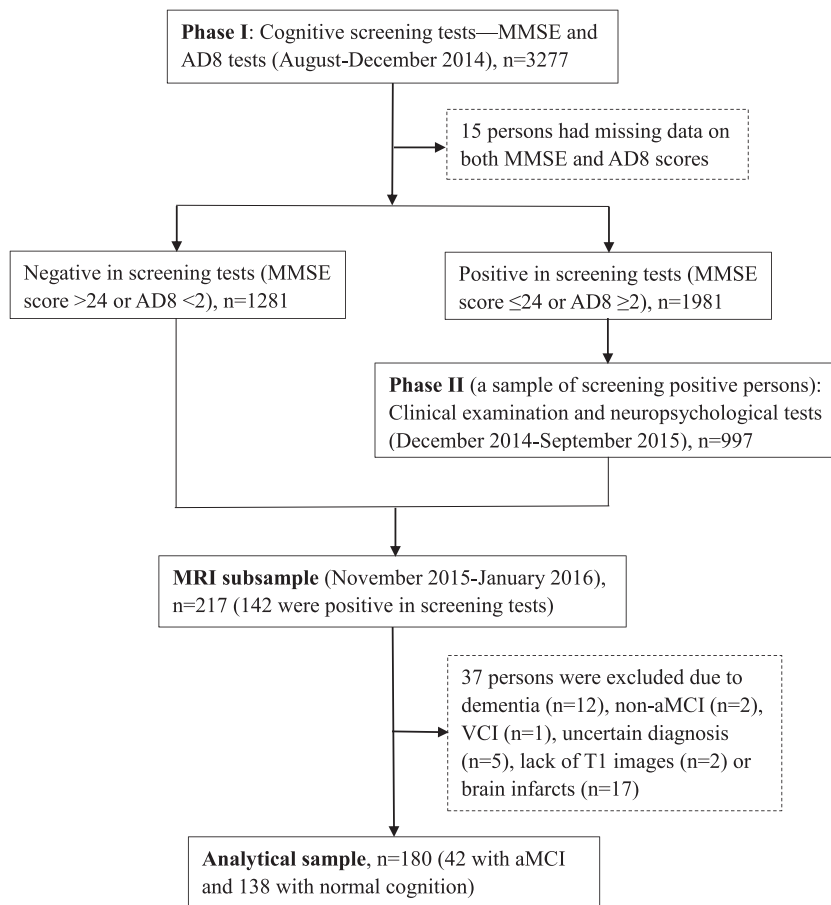 Phase I: Cognitive screening tests—MMSE and
AD8 tests (August-December 2014), n=3277
15 persons had missing data on
both MMSE and AD8 scores
Negative in screening tests (MMSE
score >24 or AD8 <2), n=1281
Positive in screening tests (MMSE
score ≤24 or AD8 ≥2), n=1981
Phase II (a sample of screening positive persons):
Clinical examination and neuropsychological tests
(December 2014-September 2015), n=997
MRI subsample (November 2015-January 2016),
n=217 (142 were positive in screening tests)
37 persons were excluded due to
dementia (n=12), non-aMCI (n=2),
VCI (n=1), uncertain diagnosis
(n=5), lack of T1 images (n=2) or
brain infarcts (n=17)
Analytical sample, n=180 (42 with aMCI
and 138 with normal cognition)